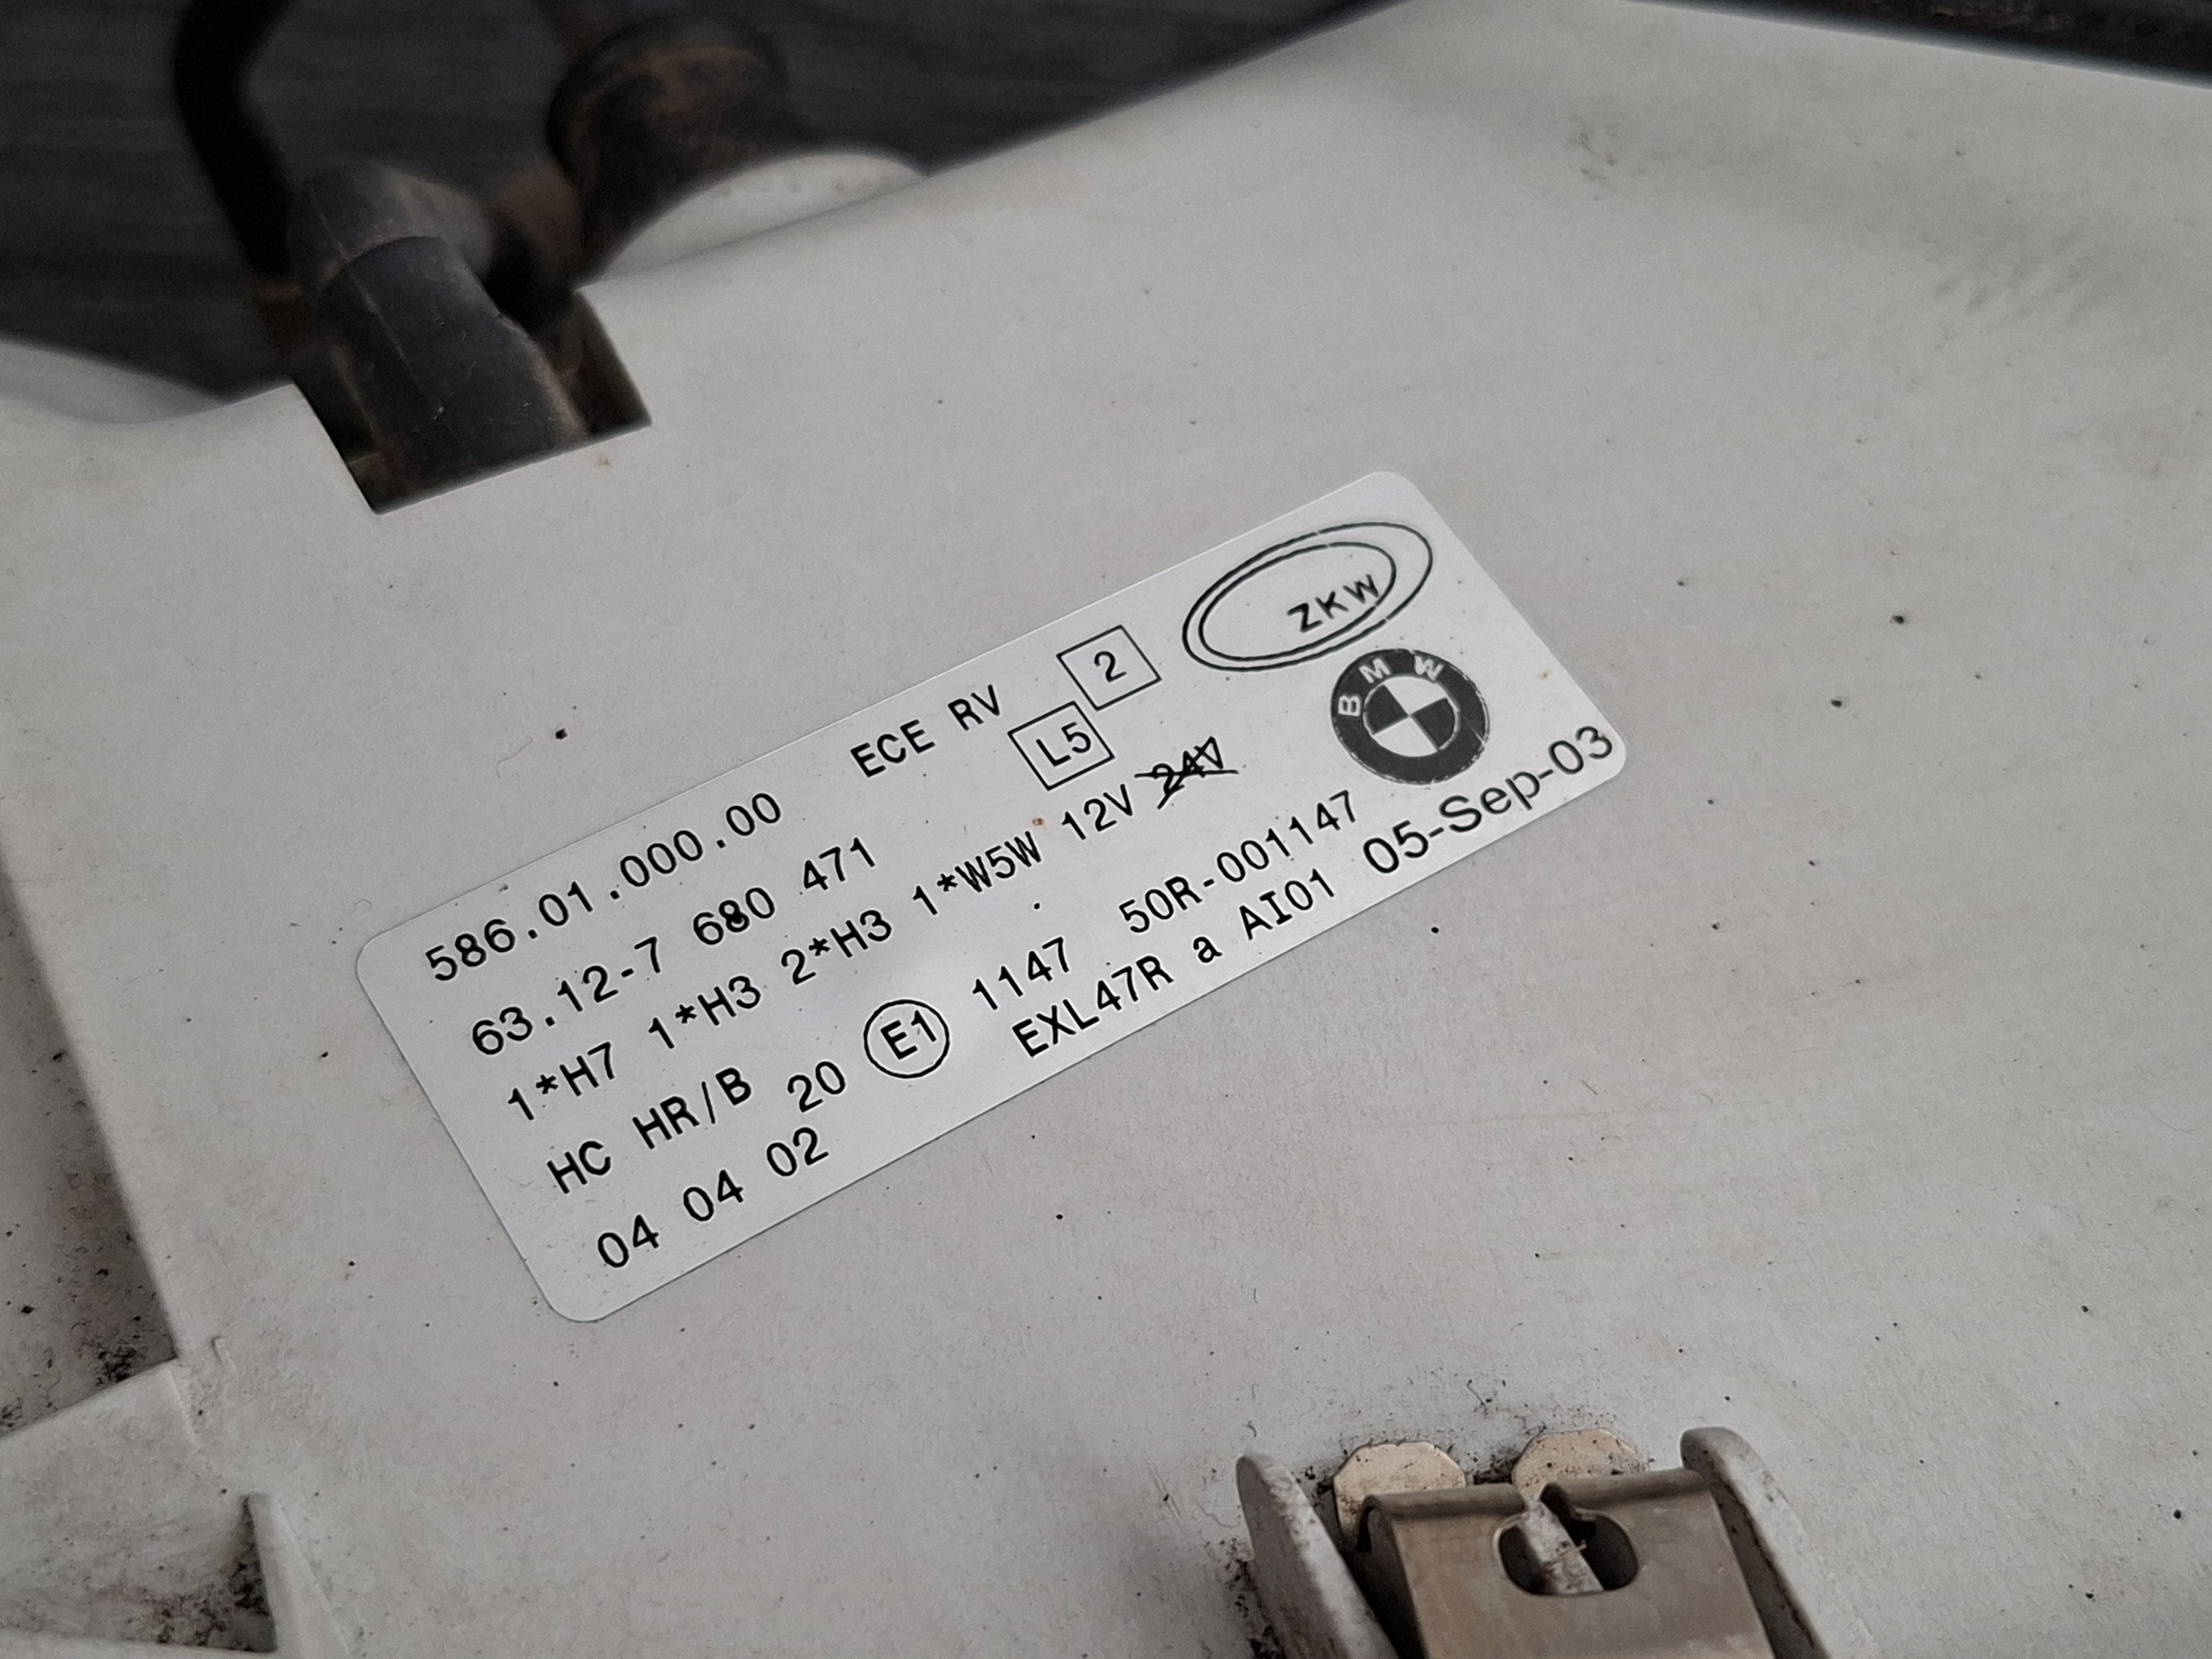 586.01.000.00 ECE RV 2 ZKW
63.12-7 680 471 L5 BMW
1*H7 1*H3 2*H3 1*W5W 12V 24V
HC HR/B 20 E1 1147 50R-001147
04 04 02 EXL47R a AI01 05-Sep-03